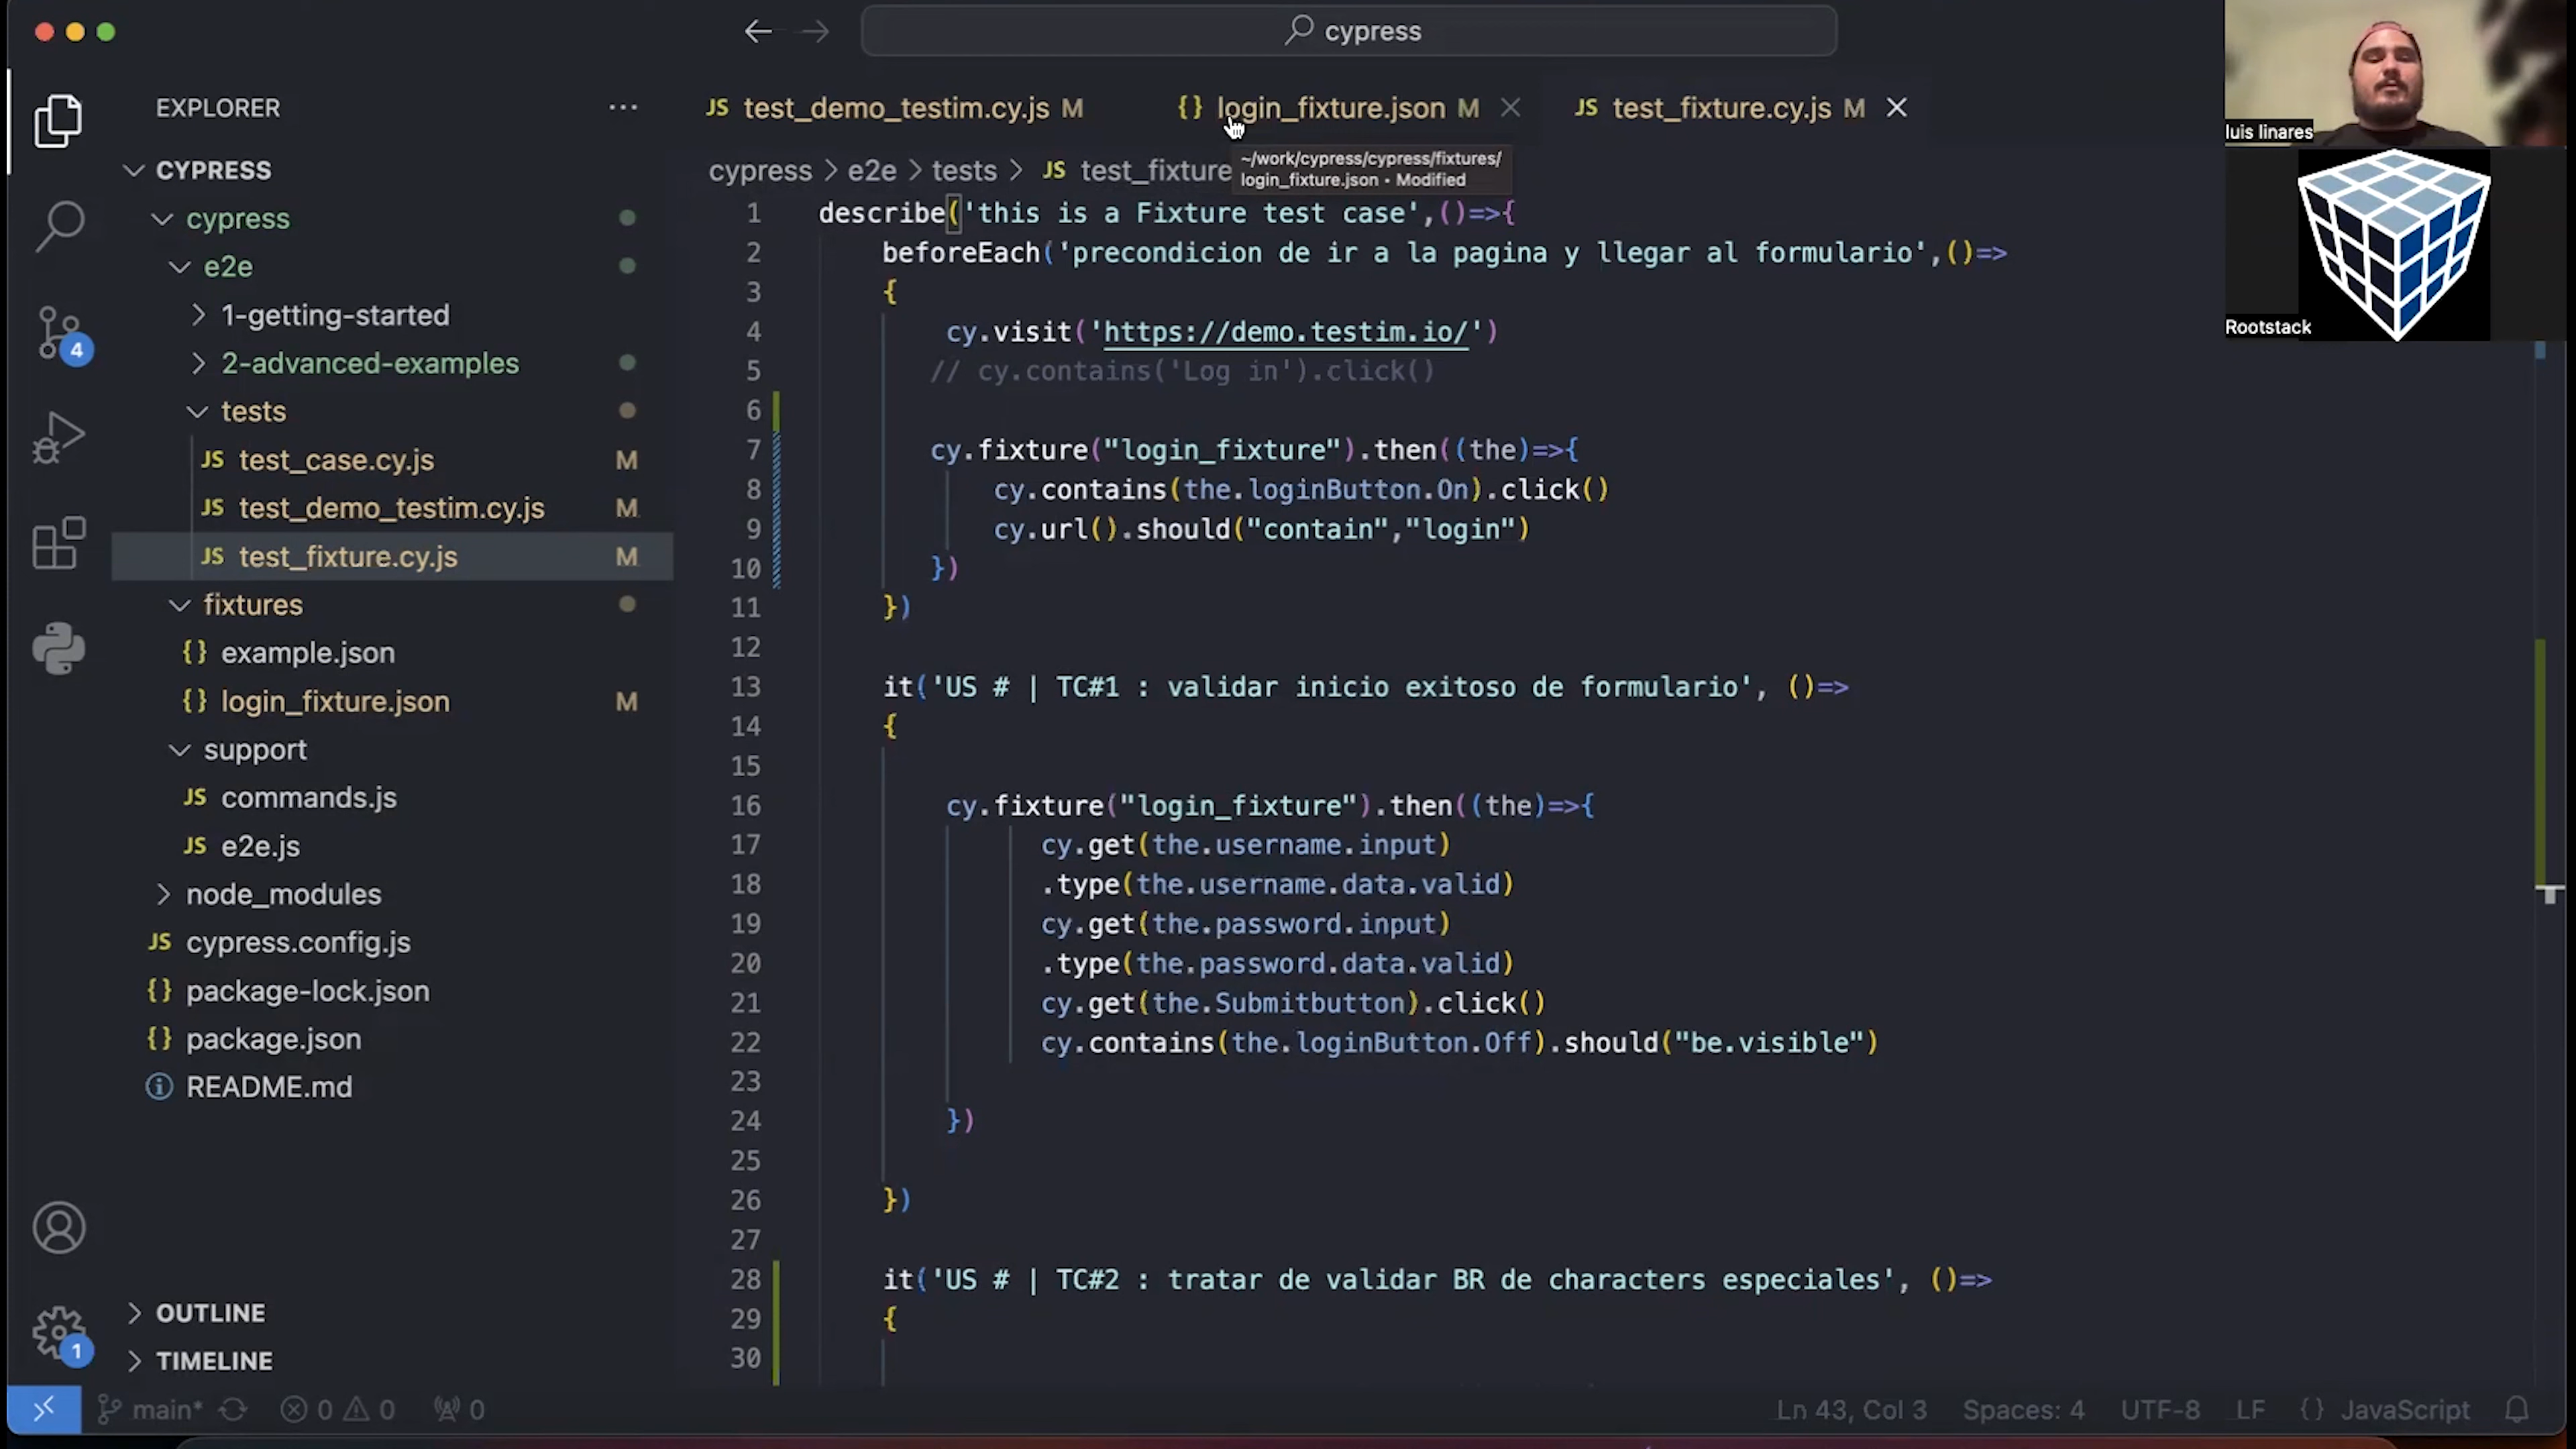 cypress
luis linares
Rootstack
EXPLORER
···
CYPRESS
cypress
e2e
1-getting-started
2-advanced-examples
tests
JS test_case.cy.js M
JS test_demo_testim.cy.js M
JS test_fixture.cy.js M
fixtures
{} example.json
{} login_fixture.json M
support
JS commands.js
JS e2e.js
node_modules
JS cypress.config.js
{} package-lock.json
{} package.json
README.md
OUTLINE
TIMELINE
4
1
JS test_demo_testim.cy.js M
{} login_fixture.json M
JS test_fixture.cy.js M
cypress > e2e > tests > JS test_fixture
~/work/cypress/cypress/fixtures/
login_fixture.json • Modified
1 describe('this is a Fixture test case',()=>{
2 beforeEach('precondicion de ir a la pagina y llegar al formulario',()=>
3 {
4 cy.visit('https://demo.testim.io/')
5 // cy.contains('Log in').click()
6
7 cy.fixture("login_fixture").then((the)=>{
8 cy.contains(the.loginButton.On).click()
9 cy.url().should("contain","login")
10 })
11 })
12
13 it('US # | TC#1 : validar inicio exitoso de formulario', ()=>
14 {
15
16 cy.fixture("login_fixture").then((the)=>{
17 cy.get(the.username.input)
18 .type(the.username.data.valid)
19 cy.get(the.password.input)
20 .type(the.password.data.valid)
21 cy.get(the.Submitbutton).click()
22 cy.contains(the.loginButton.Off).should("be.visible")
23
24 })
25
26 })
27
28 it('US # | TC#2 : tratar de validar BR de characters especiales', ()=>
29 {
30
main* 0 0 0
Ln 43, Col 3 Spaces: 4 UTF-8 LF {} JavaScript